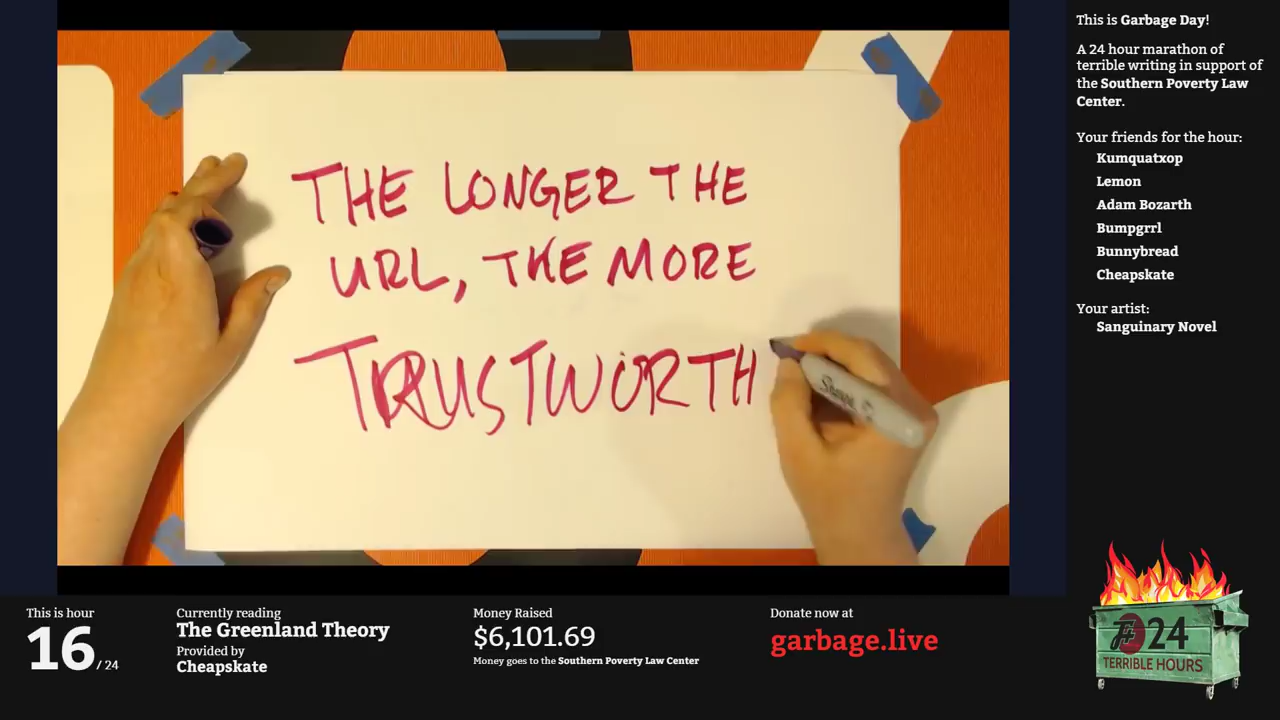 THE LONGER THE
URL, THE MORE
TRUSTWORTH
Sharpie
This is Garbage Day!
A 24 hour marathon of
terrible writing in support of
the Southern Poverty Law
Center.
Your friends for the hour:
Kumquatxop
Lemon
Adam Bozarth
Bumpgrrl
Bunnybread
Cheapskate
Your artist:
Sanguinary Novel
This is hour
16 / 24
Currently reading
The Greenland Theory
Provided by
Cheapskate
Money Raised
$6,101.69
Money goes to the Southern Poverty Law Center
Donate now at
garbage.live
24
TERRIBLE HOURS